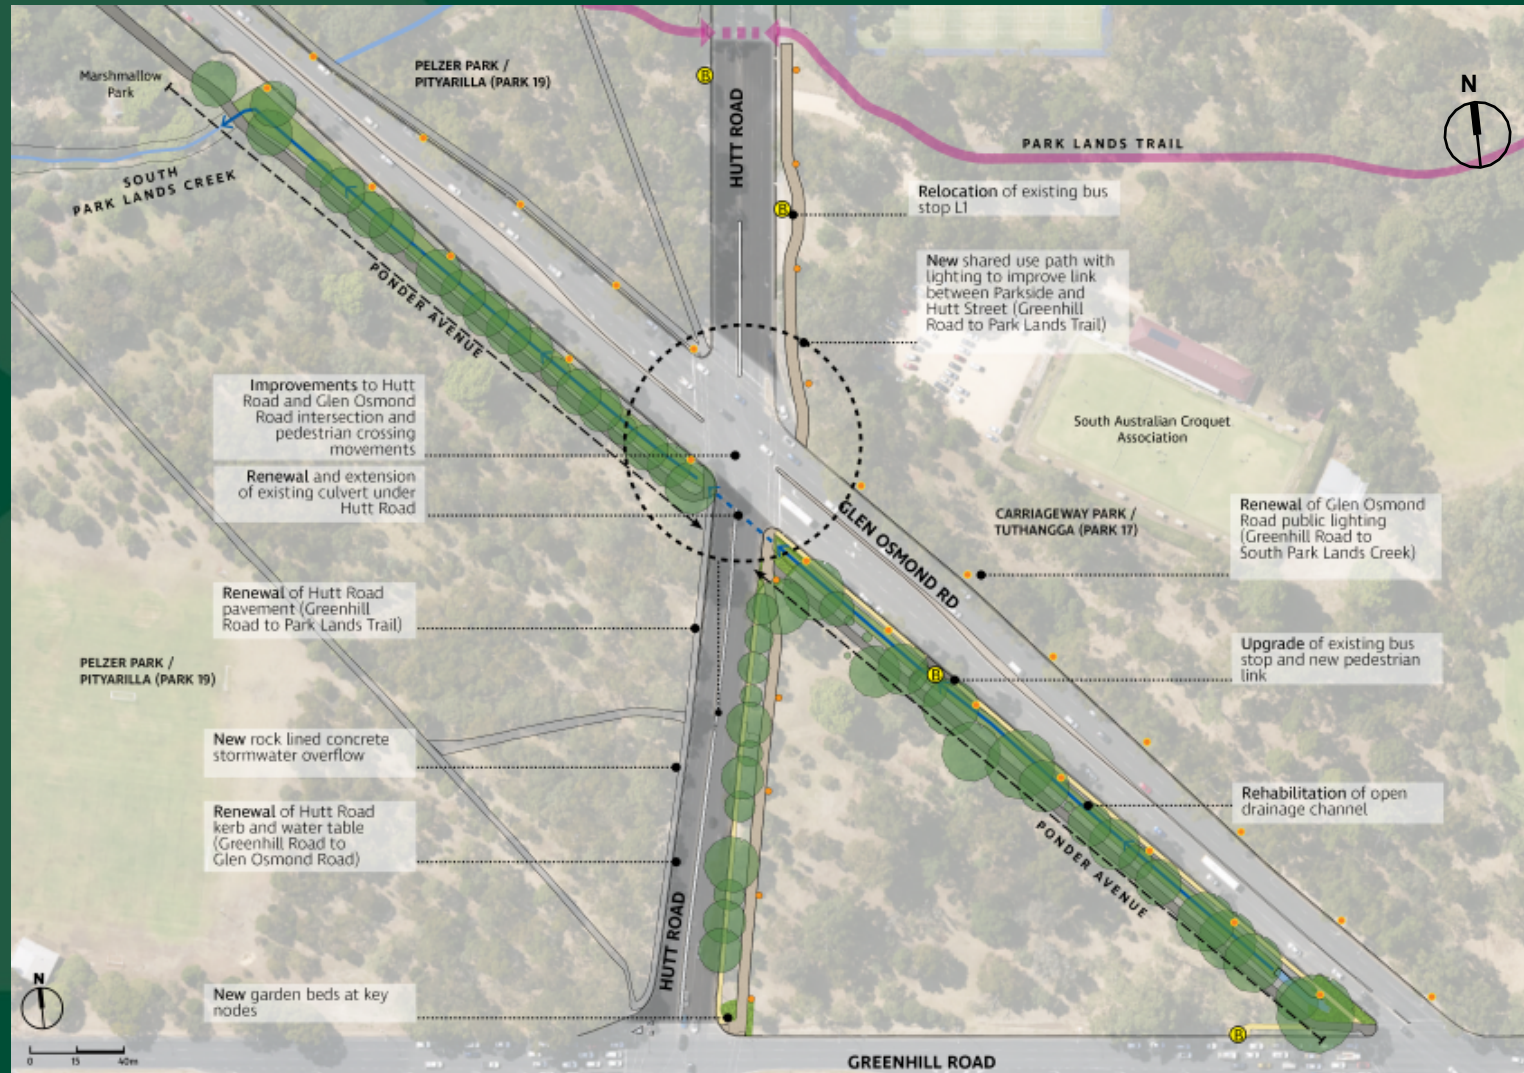 Marshmallow
Park
PELZER PARK /
PITYARILLA (PARK 19)
B
HUTT ROAD
N
PARK LANDS TRAIL
SOUTH
PARK LANDS CREEK
B
Relocation of existing bus
stop L1
New shared use path with
lighting to improve link
between Parkside and
Hutt Street (Greenhill
Road to Park Lands Trail)
PONDER AVENUE
Improvements to Hutt
Road and Glen Osmond
Road intersection and
pedestrian crossing
movements
South Australian Croquet
Association
Renewal and extension
of existing culvert under
Hutt Road
GLEN OSMOND RD
CARRIAGEWAY PARK /
TUTHANGGA (PARK 17)
Renewal of Glen Osmond
Road public lighting
(Greenhill Road to
South Park Lands Creek)
Renewal of Hutt Road
pavement (Greenhill
Road to Park Lands Trail)
PELZER PARK /
PITYARILLA (PARK 19)
B
Upgrade of existing bus
stop and new pedestrian
link
New rock lined concrete
stormwater overflow
Rehabilitation of open
drainage channel
Renewal of Hutt Road
kerb and water table
(Greenhill Road to
Glen Osmond Road)
PONDER AVENUE
HUTT ROAD
N
New garden beds at key
nodes
B
0 15 40m
GREENHILL ROAD